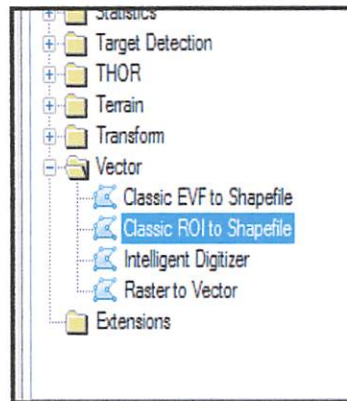 Statistics
Target Detection
THOR
Terrain
Transform
Vector
Classic EVF to Shapefile
Classic ROI to Shapefile
Intelligent Digitizer
Raster to Vector
Extensions